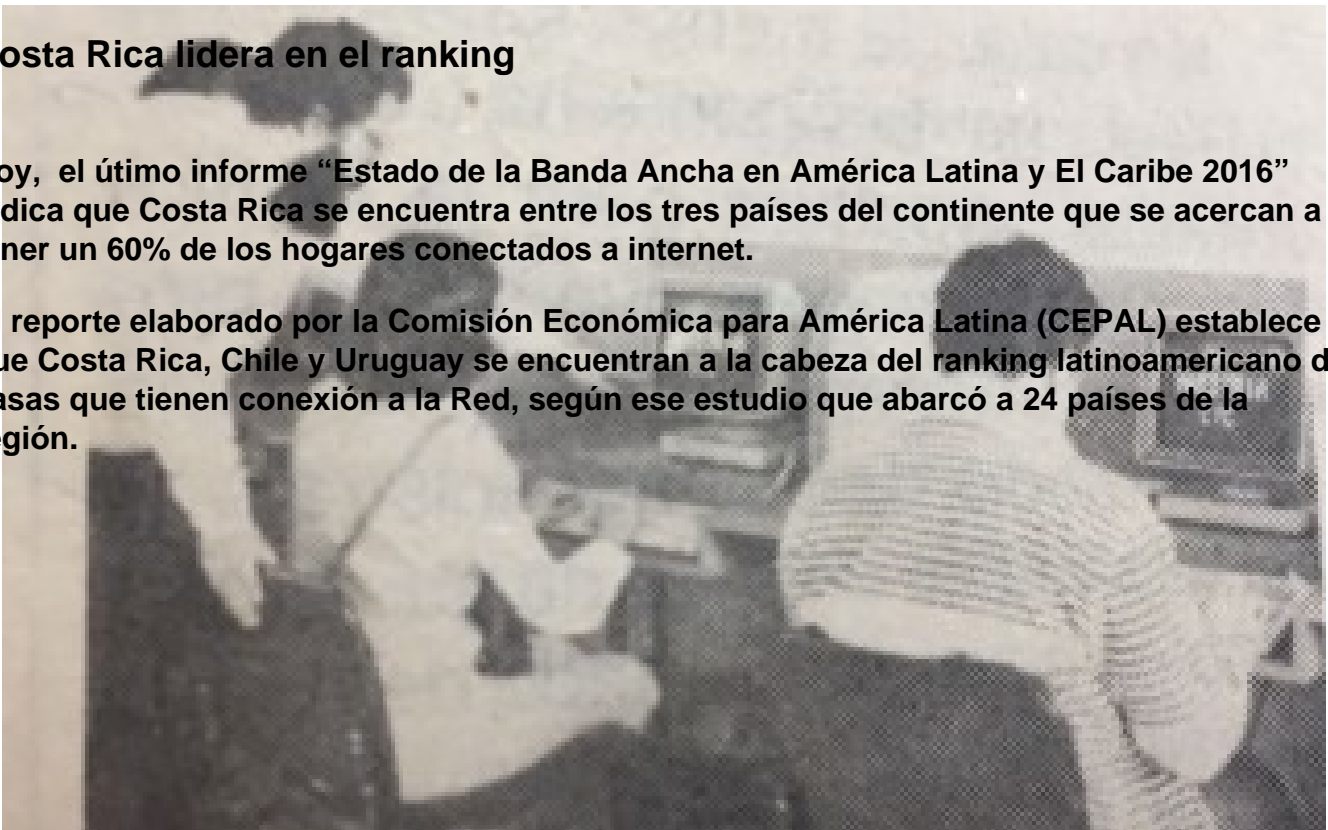 osta Rica lidera en el ranking
oy, el útimo informe “Estado de la Banda Ancha en América Latina y El Caribe 2016”
dica que Costa Rica se encuentra entre los tres países del continente que se acercan a
ner un 60% de los hogares conectados a internet.
reporte elaborado por la Comisión Económica para América Latina (CEPAL) establece
ue Costa Rica, Chile y Uruguay se encuentran a la cabeza del ranking latinoamericano d
asas que tienen conexión a la Red, según ese estudio que abarcó a 24 países de la
egión.